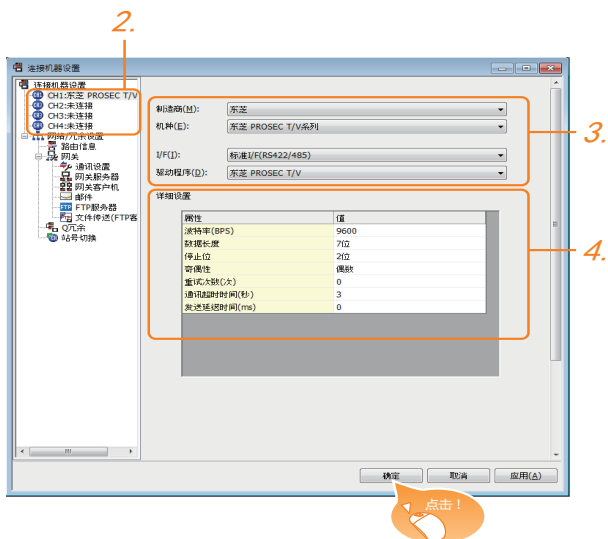 2.
连接机器设置
连接机器设置
CH1:东芝 PROSEC T/V
CH2:未连接
CH3:未连接
CH4:未连接
网络/冗余设置
路由信息
网关
通讯设置
网关服务器
网关客户机
邮件
FTP服务器
文件传送(FTP客
Q冗余
站号切换
制造商(M): 东芝
机种(E): 东芝 PROSEC T/V系列
3.
I/F(I): 标准I/F(RS422/485)
驱动程序(D): 东芝 PROSEC T/V
详细设置
属性 值
波特率(BPS) 9600
数据长度 7位
4.
停止位 2位
奇偶性 偶数
重试次数(次) 0
通讯超时时间(秒) 3
发送延迟时间(ms) 0
确定 取消 应用(A)
点击！